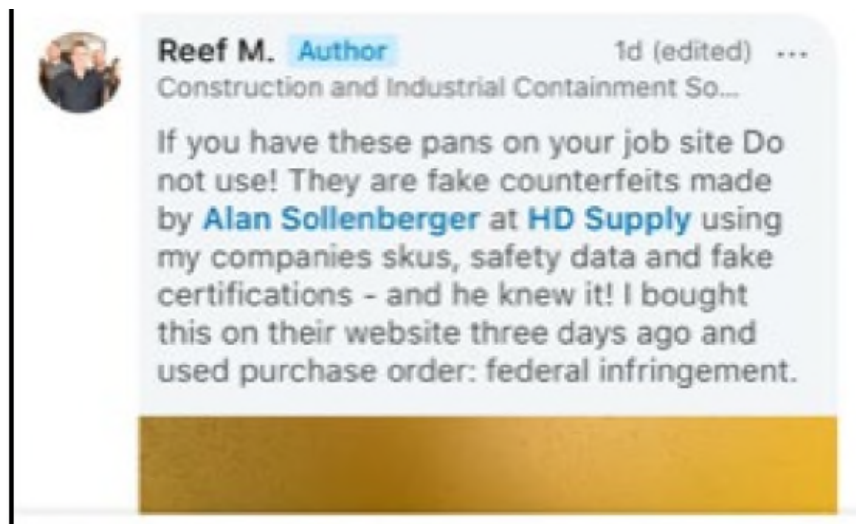 Reef M. Author 1d (edited) ...
Construction and Industrial Containment So...
If you have these pans on your job site Do
not use! They are fake counterfeits made
by Alan Sollenberger at HD Supply using
my companies skus, safety data and fake
certifications - and he knew it! I bought
this on their website three days ago and
used purchase order: federal infringement.